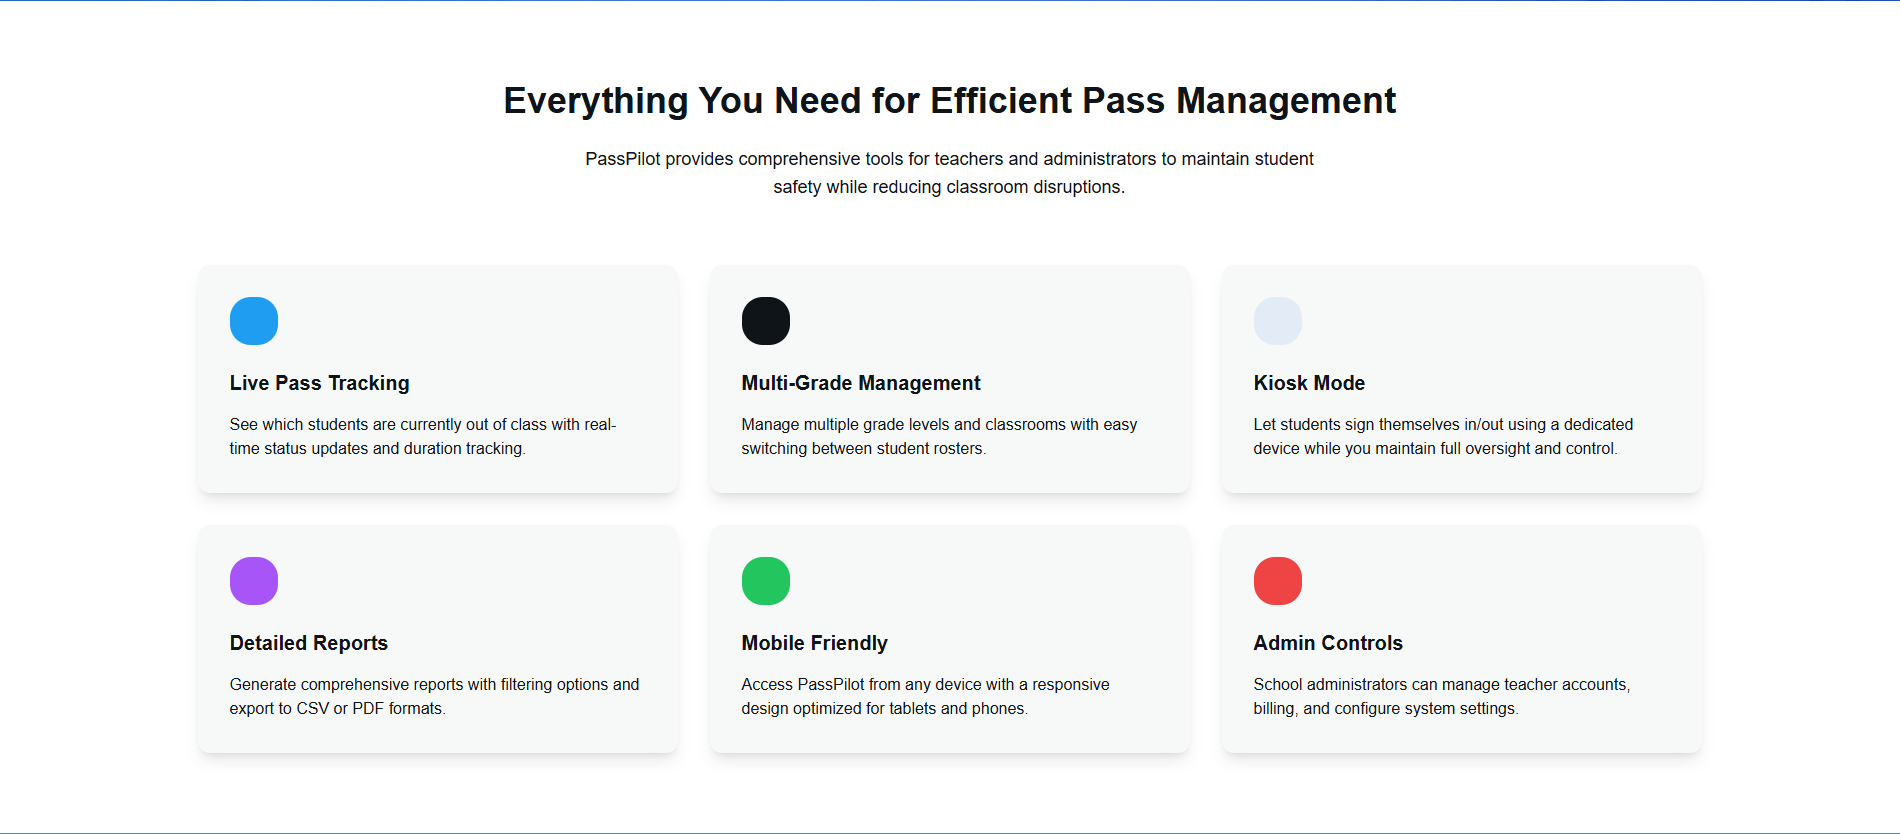 Everything You Need for Efficient Pass Management
PassPilot provides comprehensive tools for teachers and administrators to maintain student
safety while reducing classroom disruptions.
Live Pass Tracking
See which students are currently out of class with real-
time status updates and duration tracking.
Multi-Grade Management
Manage multiple grade levels and classrooms with easy
switching between student rosters.
Kiosk Mode
Let students sign themselves in/out using a dedicated
device while you maintain full oversight and control.
Detailed Reports
Generate comprehensive reports with filtering options and
export to CSV or PDF formats.
Mobile Friendly
Access PassPilot from any device with a responsive
design optimized for tablets and phones.
Admin Controls
School administrators can manage teacher accounts,
billing, and configure system settings.